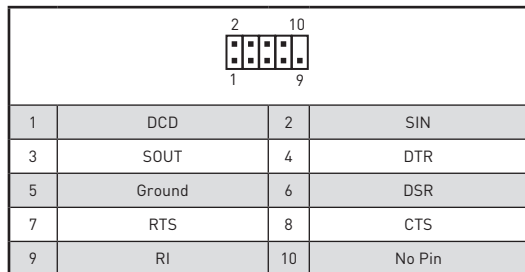 2 10
1 9
1 DCD 2 SIN
3 SOUT 4 DTR
5 Ground 6 DSR
7 RTS 8 CTS
9 RI 10 No Pin